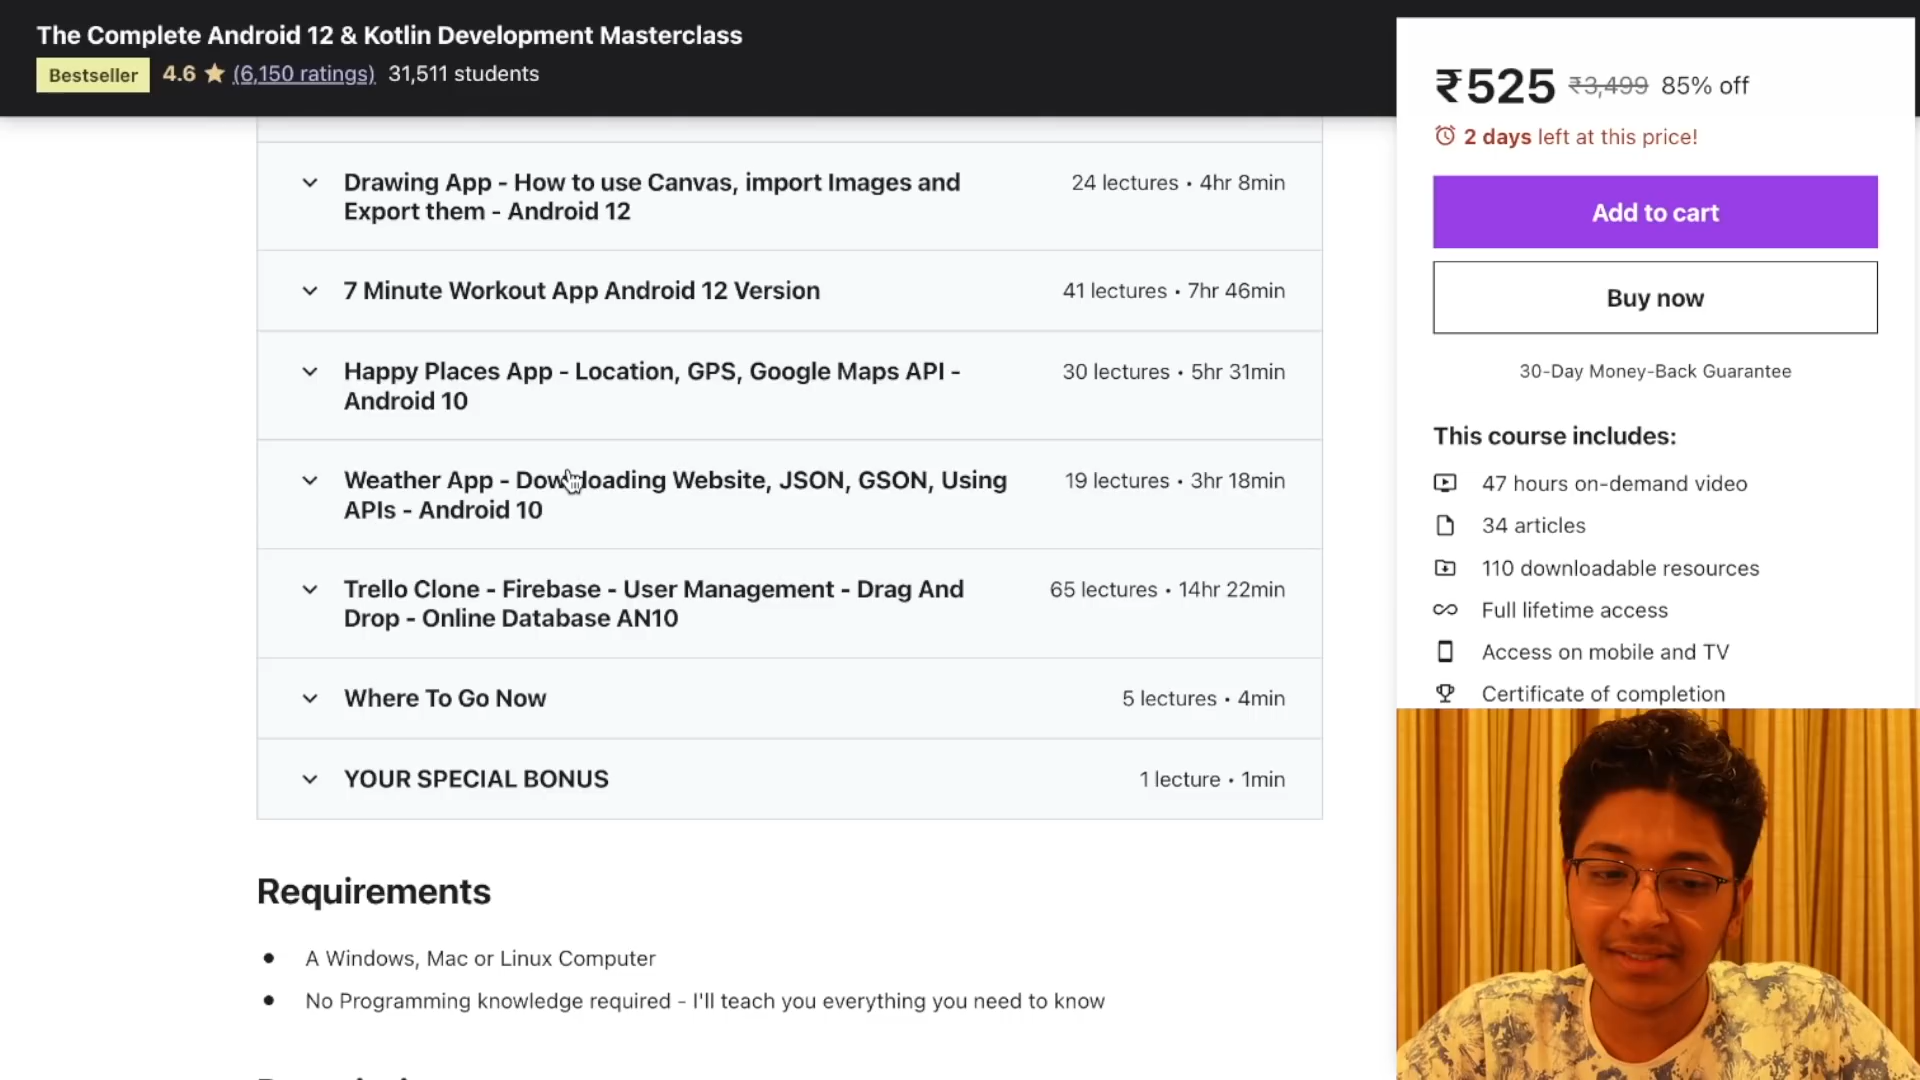 The Complete Android 12 & Kotlin Development Masterclass
Bestseller 4.6 (6,150 ratings) 31,511 students
₹525 ₹3,499 85% off
2 days left at this price!
Add to cart
Buy now
30-Day Money-Back Guarantee
This course includes:
47 hours on-demand video
34 articles
110 downloadable resources
Full lifetime access
Access on mobile and TV
Certificate of completion
Drawing App - How to use Canvas, import Images and 24 lectures • 4hr 8min
Export them - Android 12
7 Minute Workout App Android 12 Version 41 lectures • 7hr 46min
Happy Places App - Location, GPS, Google Maps API - 30 lectures • 5hr 31min
Android 10
Weather App - Downloading Website, JSON, GSON, Using 19 lectures • 3hr 18min
APIs - Android 10
Trello Clone - Firebase - User Management - Drag And 65 lectures • 14hr 22min
Drop - Online Database AN10
Where To Go Now 5 lectures • 4min
YOUR SPECIAL BONUS 1 lecture • 1min
Requirements
• A Windows, Mac or Linux Computer
• No Programming knowledge required - I'll teach you everything you need to know